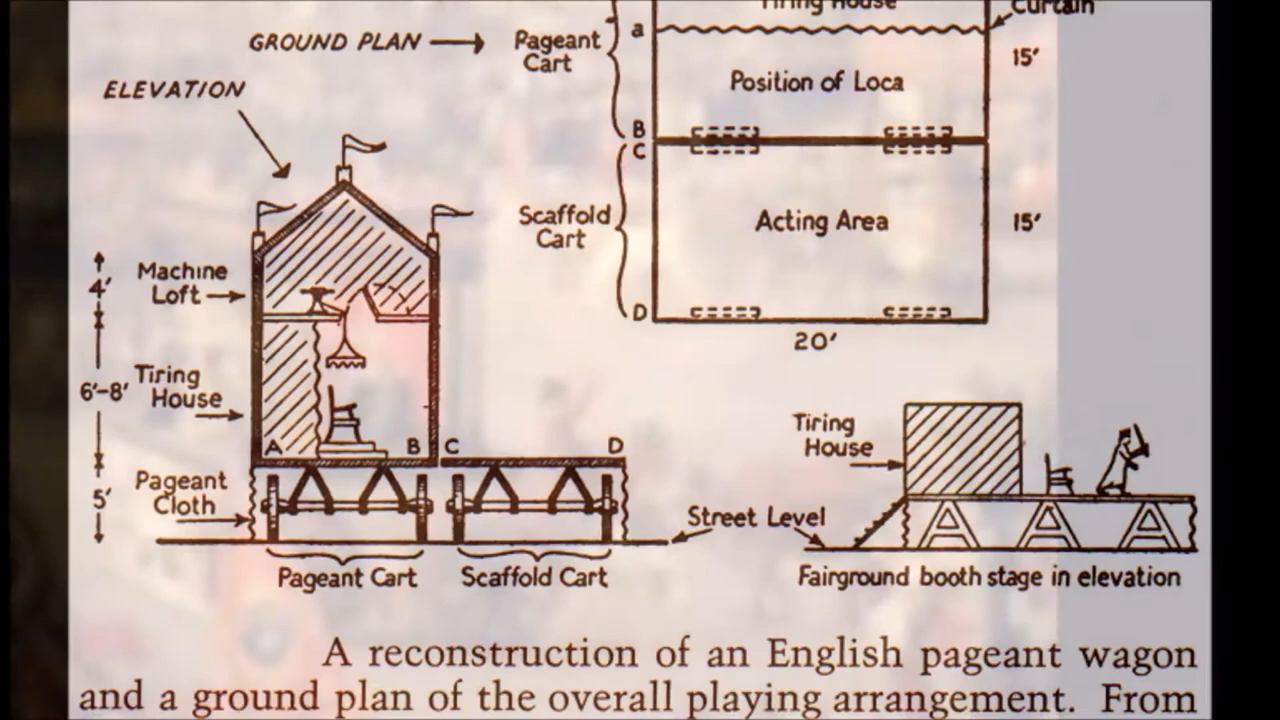 Tiring House
Curtain
GROUND PLAN
Pageant
Cart
a
15'
ELEVATION
Position of Loca
B
C
Scaffold
Cart
Acting Area
15'
D
20'
Machine
Loft
4'
Tiring
House
6'-8'
A B C D
Pageant
Cloth
5'
Tiring
House
Street Level
Pageant Cart
Scaffold Cart
Fairground booth stage in elevation
A reconstruction of an English pageant wagon
and a ground plan of the overall playing arrangement. From